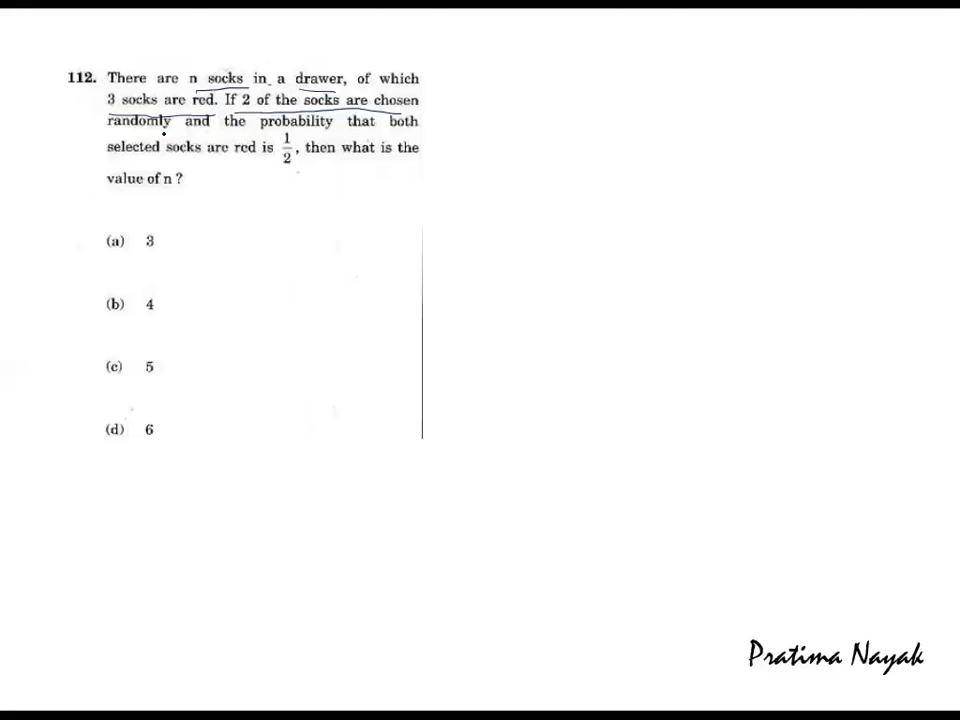 112. There are n socks in a drawer, of which
3 socks are red. If 2 of the socks are chosen
randomly and the probability that both
selected socks are red is 1/2, then what is the
value of n ?
(a) 3
(b) 4
(c) 5
(d) 6
Pratima Nayak